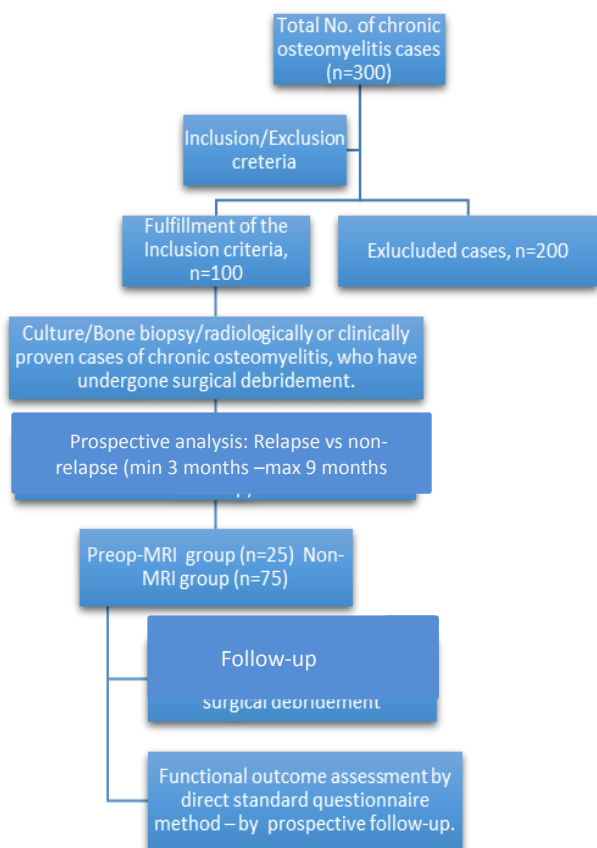 Total No. of chronic
osteomyelitis cases
(n=300)
Inclusion/Exclusion
creteria
Fulfillment of the
Inclusion criteria,
n=100
Exlucluded cases, n=200
Culture/Bone biopsy/radiologically or clinically
proven cases of chronic osteomyelitis, who have
undergone surgical debridement.
Prospective analysis: Relapse vs non-
relapse (min 3 months –max 9 months
Preop-MRI group (n=25) Non-
MRI group (n=75)
Follow-up
surgical debridement
Functional outcome assessment by
direct standard questionnaire
method – by prospective follow-up.